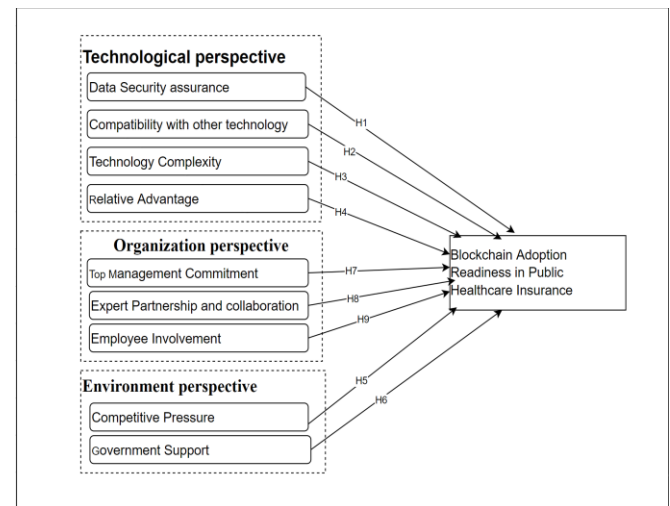 Technological perspective
Data Security assurance
Compatibility with other technology
Technology Complexity
Relative Advantage
H1
H2
H3
H4
Organization perspective
Top Management Commitment
Expert Partnership and collaboration
Employee Involvement
H7
H8
H9
Blockchain Adoption
Readiness in Public
Healthcare Insurance
Environment perspective
Competitive Pressure
Government Support
H5
H6